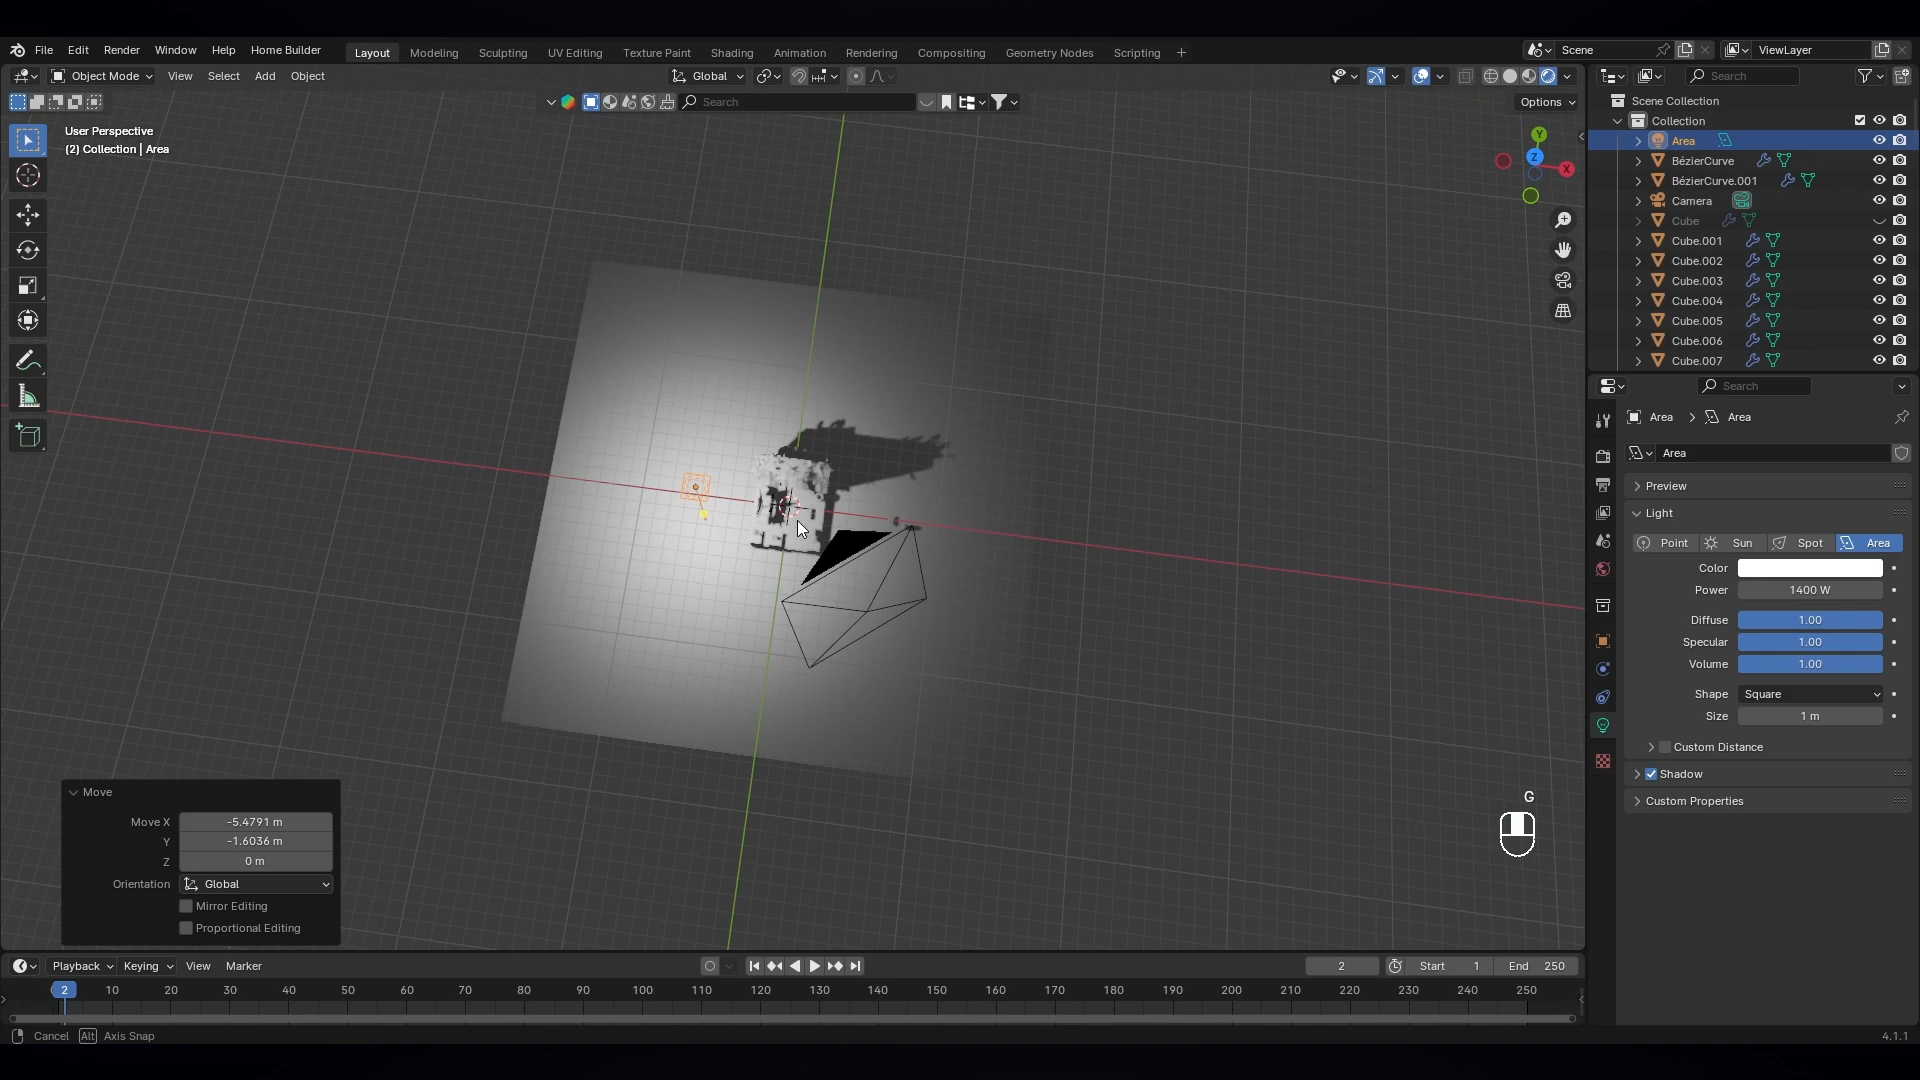 File Edit Render Window Help Home Builder Layout Modeling Sculpting UV Editing Texture Paint Shading Animation Rendering Compositing Geometry Nodes Scripting + Scene ViewLayer
Object Mode View Select Add Object Global Search
Search Options
User Perspective
(2) Collection | Area
Y
Z
X
Scene Collection
Collection
Area
BézierCurve
BézierCurve.001
Camera
Cube
Cube.001
Cube.002
Cube.003
Cube.004
Cube.005
Cube.006
Cube.007
Search
Area Area
Area
Preview
Light
Point Sun Spot Area
Color
Power 1400 W
Diffuse 1.00
Specular 1.00
Volume 1.00
Shape Square
Size 1 m
Custom Distance
Shadow
Custom Properties
Move
Move X -5.4791 m
Y -1.6036 m
Z 0 m
Orientation Global
Mirror Editing
Proportional Editing
G
Playback Keying View Marker 2 Start 1 End 250
2 10 20 30 40 50 60 70 80 90 100 110 120 130 140 150 160 170 180 190 200 210 220 230 240 250
Cancel Alt Axis Snap 4.1.1